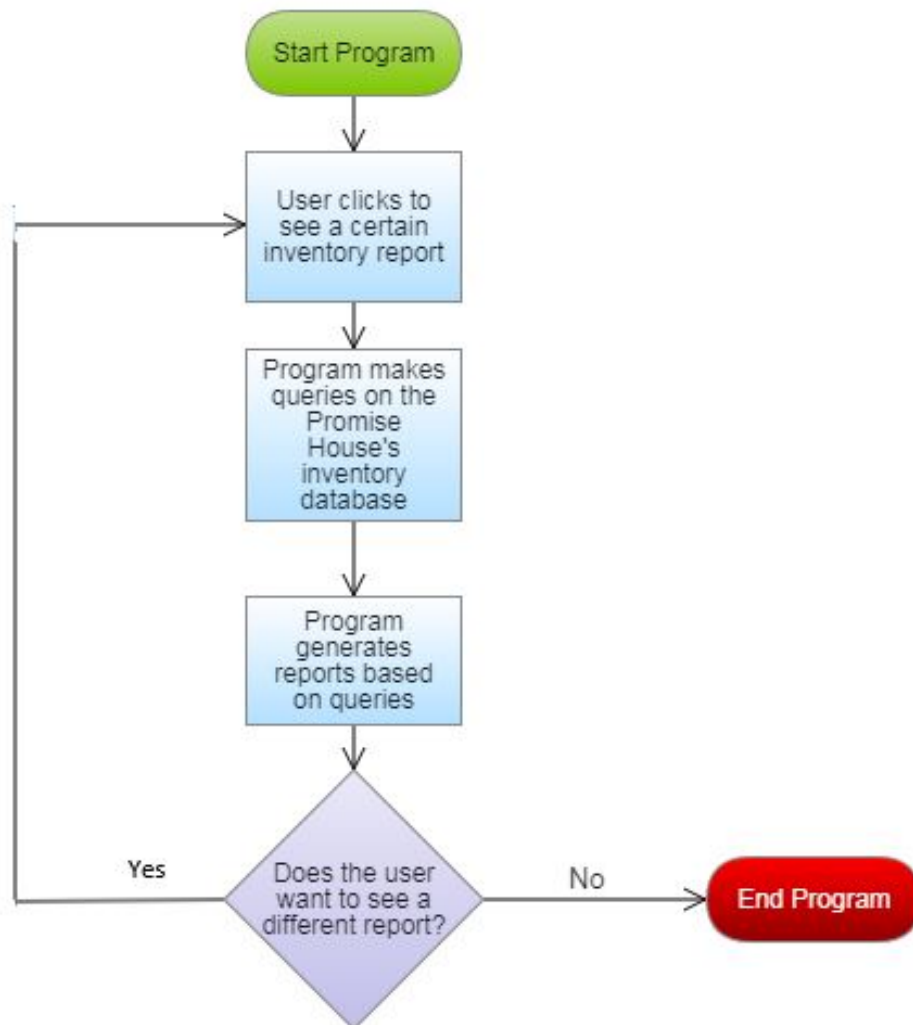 Start Program
User clicks to
see a certain
inventory report
Program makes
queries on the
Promise
House's
inventory
database
Program
generates
reports based
on queries
Does the user
want to see a
different report?
Yes
No
End Program